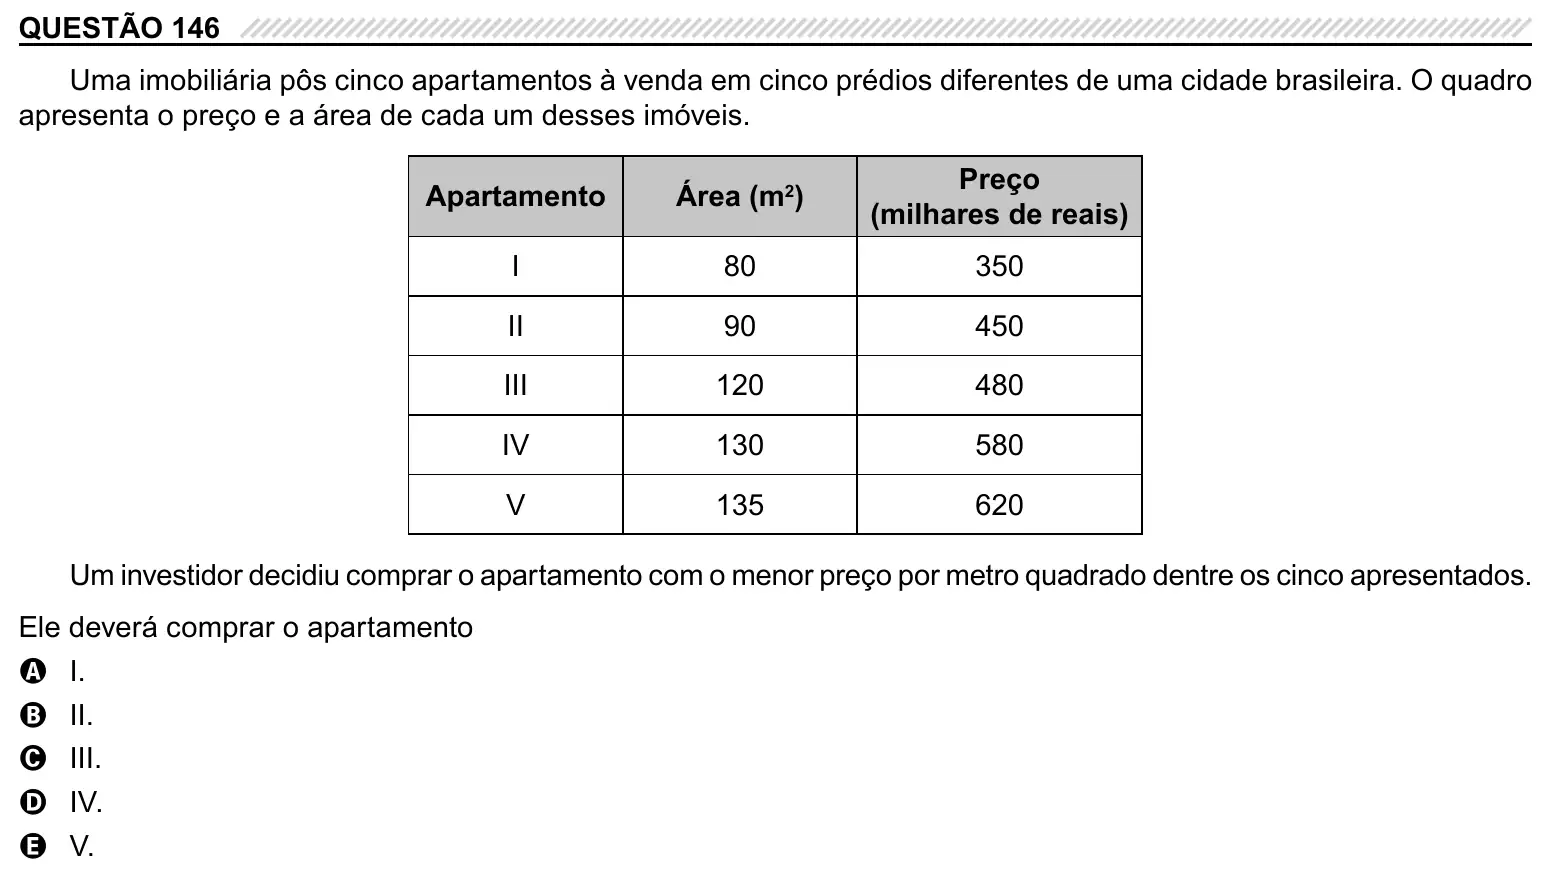 QUESTÃO 146
Uma imobiliária pôs cinco apartamentos à venda em cinco prédios diferentes de uma cidade brasileira. O quadro
apresenta o preço e a área de cada um desses imóveis.
Apartamento Área (m²) Preço (milhares de reais)
I 80 350
II 90 450
III 120 480
IV 130 580
V 135 620
Um investidor decidiu comprar o apartamento com o menor preço por metro quadrado dentre os cinco apresentados.
Ele deverá comprar o apartamento
A I.
B II.
C III.
D IV.
E V.